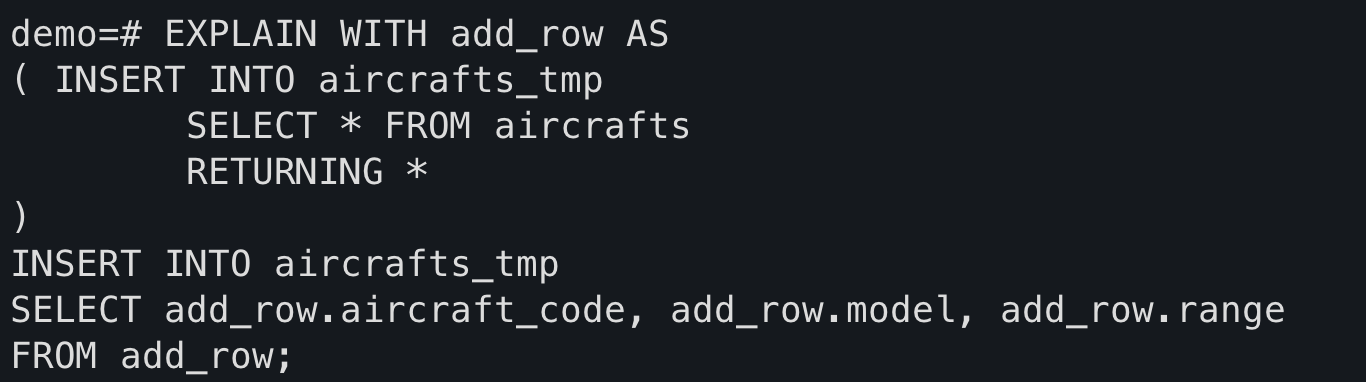 demo=# EXPLAIN WITH add_row AS
( INSERT INTO aircrafts_tmp
        SELECT * FROM aircrafts
        RETURNING *
)
INSERT INTO aircrafts_tmp
SELECT add_row.aircraft_code, add_row.model, add_row.range
FROM add_row;